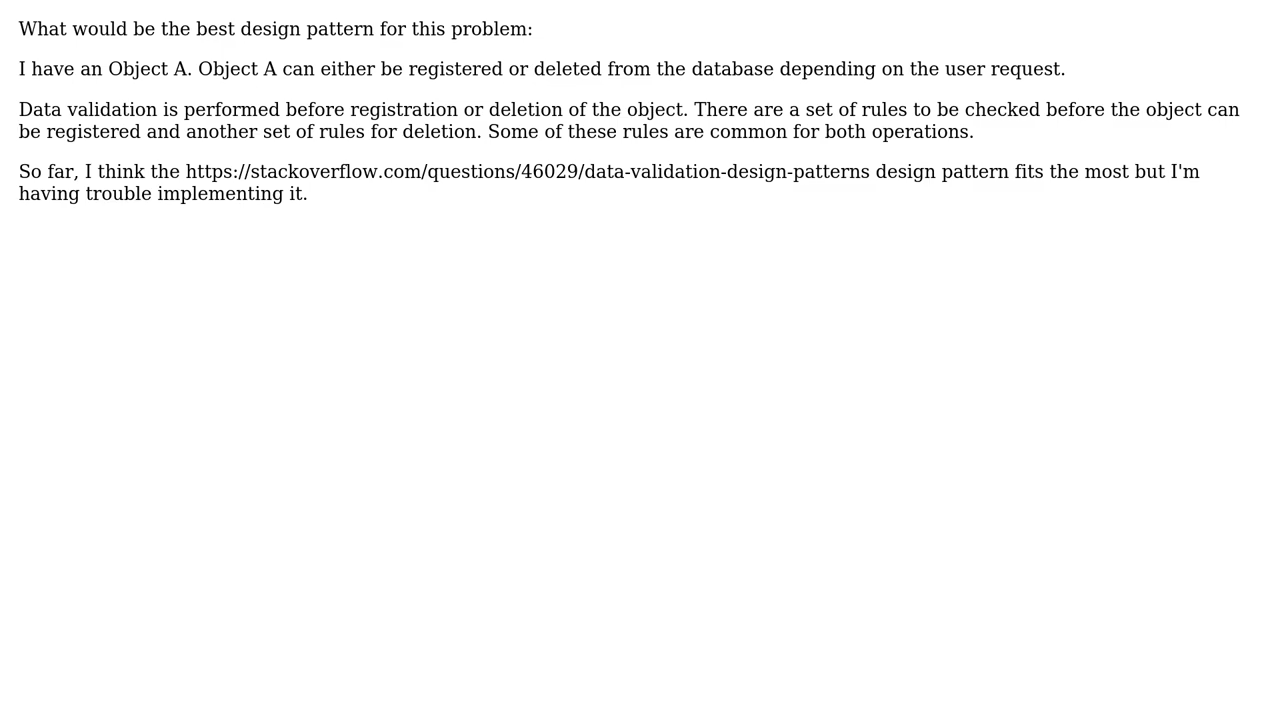 What would be the best design pattern for this problem:
I have an Object A. Object A can either be registered or deleted from the database depending on the user request.
Data validation is performed before registration or deletion of the object. There are a set of rules to be checked before the object can
be registered and another set of rules for deletion. Some of these rules are common for both operations.
So far, I think the https://stackoverflow.com/questions/46029/data-validation-design-patterns design pattern fits the most but I'm
having trouble implementing it.